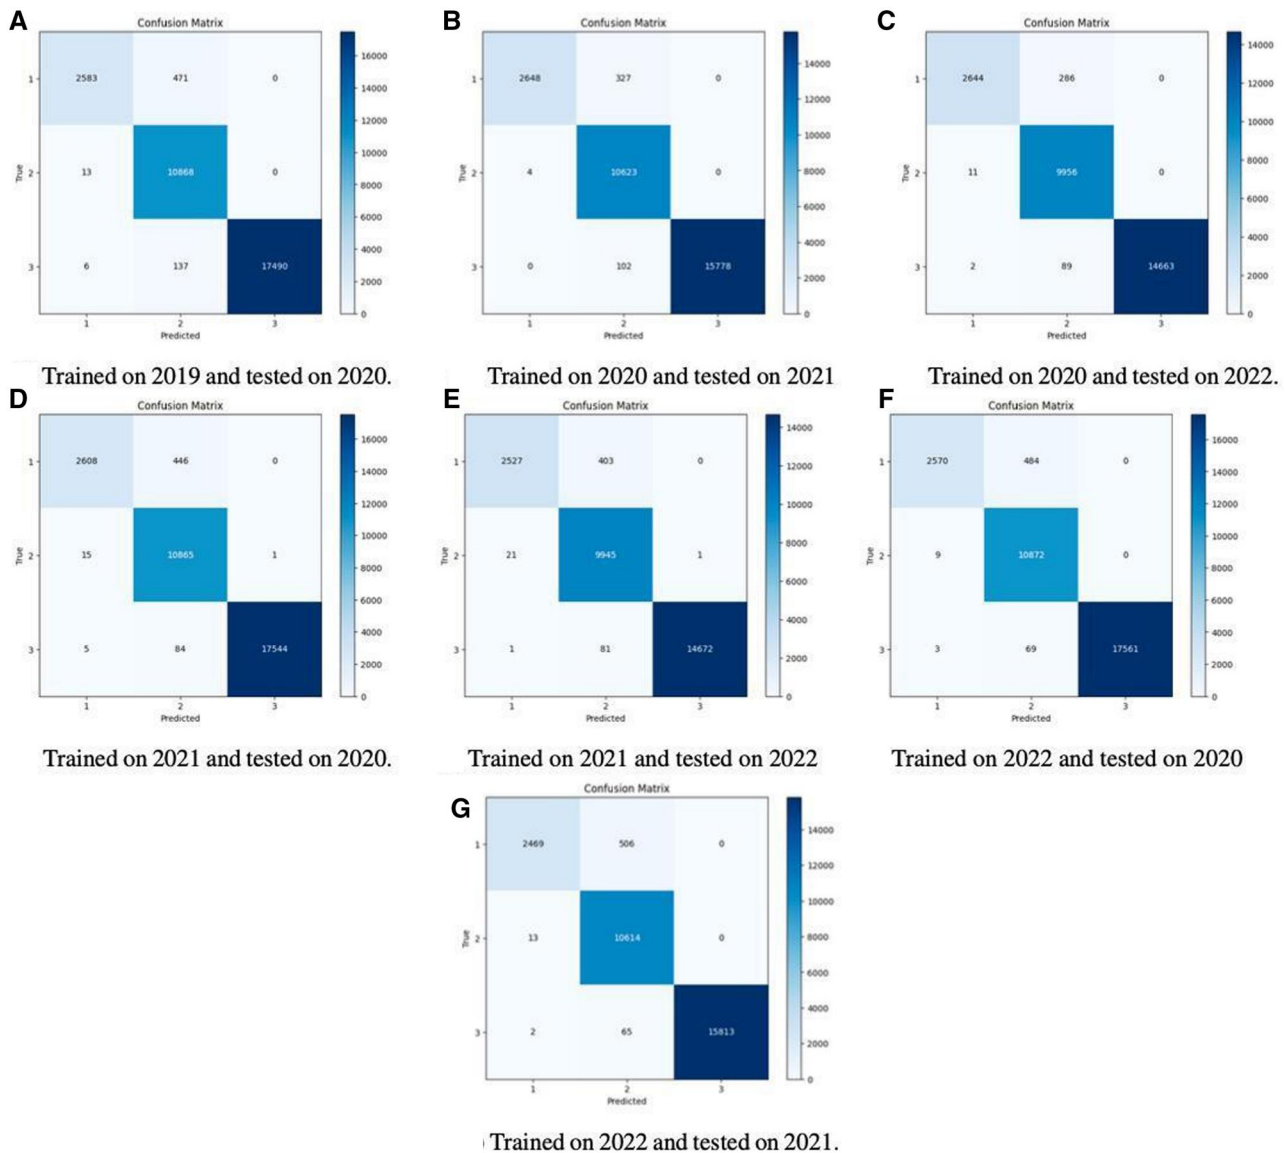 A
Confusion Matrix
1
2583 471 0
2
13 10868 0
3
6 137 17490
1 2 3
True
Predicted
16000
14000
12000
10000
8000
6000
4000
2000
0
Trained on 2019 and tested on 2020.
B
Confusion Matrix
1
2648 327 0
2
4 10623 0
3
0 102 15778
1 2 3
True
Predicted
14000
12000
10000
8000
6000
4000
2000
0
Trained on 2020 and tested on 2021
C
Confusion Matrix
1
2644 286 0
2
11 9956 0
3
2 89 14663
1 2 3
True
Predicted
14000
12000
10000
8000
6000
4000
2000
0
Trained on 2020 and tested on 2022.
D
Confusion Matrix
1
2608 446 0
2
15 10865 1
3
5 84 17544
1 2 3
True
Predicted
16000
14000
12000
10000
8000
6000
4000
2000
0
Trained on 2021 and tested on 2020.
E
Confusion Matrix
1
2527 403 0
2
21 9945 1
3
1 81 14672
1 2 3
True
Predicted
14000
12000
10000
8000
6000
4000
2000
0
Trained on 2021 and tested on 2022
F
Confusion Matrix
1
2570 484 0
2
9 10872 0
3
3 69 17561
1 2 3
True
Predicted
16000
14000
12000
10000
8000
6000
4000
2000
0
Trained on 2022 and tested on 2020
G
Confusion Matrix
1
2469 506 0
2
13 10614 0
3
2 65 15813
1 2 3
True
Predicted
14000
12000
10000
8000
6000
4000
2000
0
Trained on 2022 and tested on 2021.